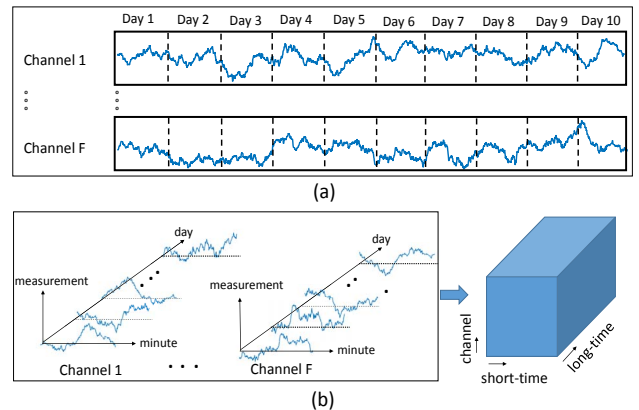 Day 1 Day 2 Day 3 Day 4 Day 5 Day 6 Day 7 Day 8 Day 9 Day 10
Channel 1
Channel F
(a)
day
measurement
minute
Channel 1
day
measurement
minute
Channel F
channel
short-time
long-time
(b)